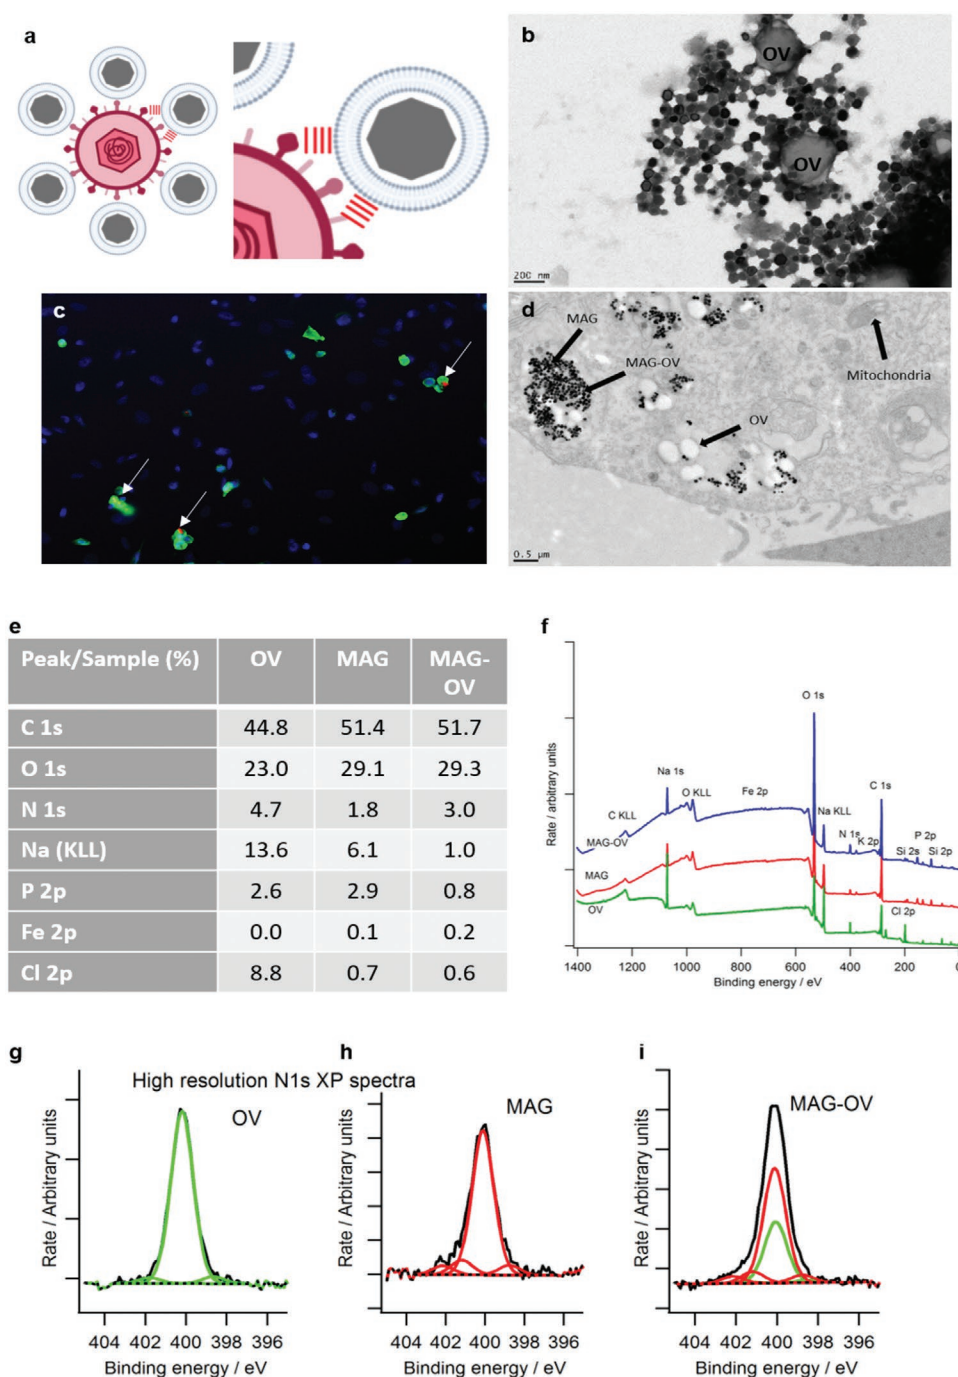 a
b
OV
OV
200 nm
c
d
MAG
MAG-OV
OV
Mitochondria
0.5 µm
e
Peak/Sample (%) OV MAG MAG-
OV
C 1s 44.8 51.4 51.7
O 1s 23.0 29.1 29.3
N 1s 4.7 1.8 3.0
Na (KLL) 13.6 6.1 1.0
P 2p 2.6 2.9 0.8
Fe 2p 0.0 0.1 0.2
Cl 2p 8.8 0.7 0.6
f
Rate / arbitrary units
O 1s
Na 1s
O KLL
Fe 2p
C 1s
C KLL
Na KLL
N 1s
K 2p
P 2p
Si 2s
Si 2p
MAG-OV
MAG
OV
Cl 2p
1400 1200 1000 800 600 400 200 0
Binding energy / eV
g
h
i
High resolution N1s XP spectra
OV
MAG
MAG-OV
Rate / Arbitrary units
Rate / Arbitrary units
Rate / Arbitrary units
404 402 400 398 396
404 402 400 398 396
404 402 400 398 396
Binding energy / eV
Binding energy / eV
Binding energy / eV